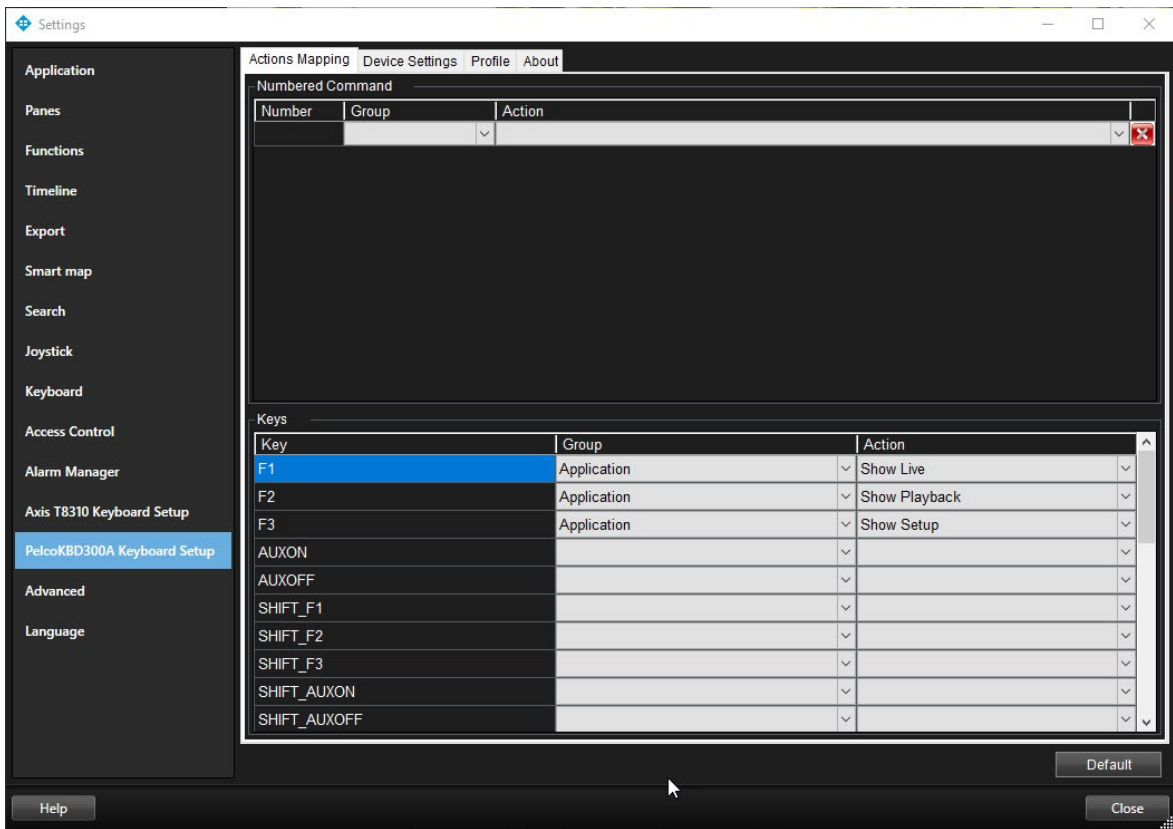 Settings
Application
Panes
Functions
Timeline
Export
Smart map
Search
Joystick
Keyboard
Access Control
Alarm Manager
Axis T8310 Keyboard Setup
PelcoKBD300A Keyboard Setup
Advanced
Language
Actions Mapping Device Settings Profile About
Numbered Command
Number Group Action
Keys
Key Group Action
F1 Application Show Live
F2 Application Show Playback
F3 Application Show Setup
AUXON
AUXOFF
SHIFT_F1
SHIFT_F2
SHIFT_F3
SHIFT_AUXON
SHIFT_AUXOFF
Default
Help Close